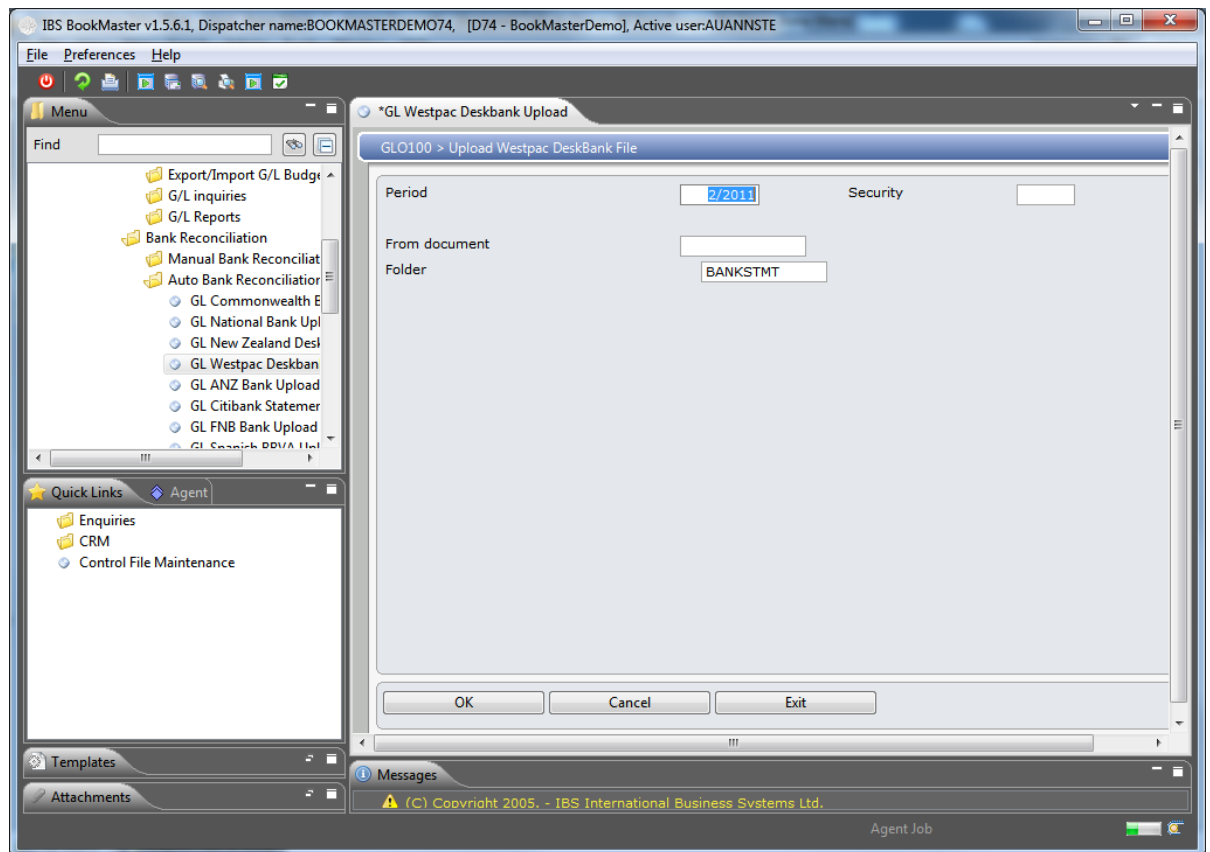 IBS BookMaster v1.5.6.1, Dispatcher name:BOOKMASTERDEMO74, [D74 - BookMasterDemo], Active user:AUANNSTE
File Preferences Help
Menu
Find
Export/Import G/L Budge
G/L inquiries
G/L Reports
Bank Reconciliation
Manual Bank Reconciliat
Auto Bank Reconciliatior
GL Commonwealth E
GL National Bank Upl
GL New Zealand Desk
GL Westpac Deskban
GL ANZ Bank Upload
GL Citibank Statemer
GL FNB Bank Upload
GL Spanish BBVA Upl
Quick Links Agent
Enquiries
CRM
Control File Maintenance
Templates
Attachments
*GL Westpac Deskbank Upload
GLO100 > Upload Westpac DeskBank File
Period 2/2011 Security
From document
Folder BANKSTMT
OK Cancel Exit
Messages
(C) Copyright 2005. - IBS International Business Systems Ltd.
Agent Job